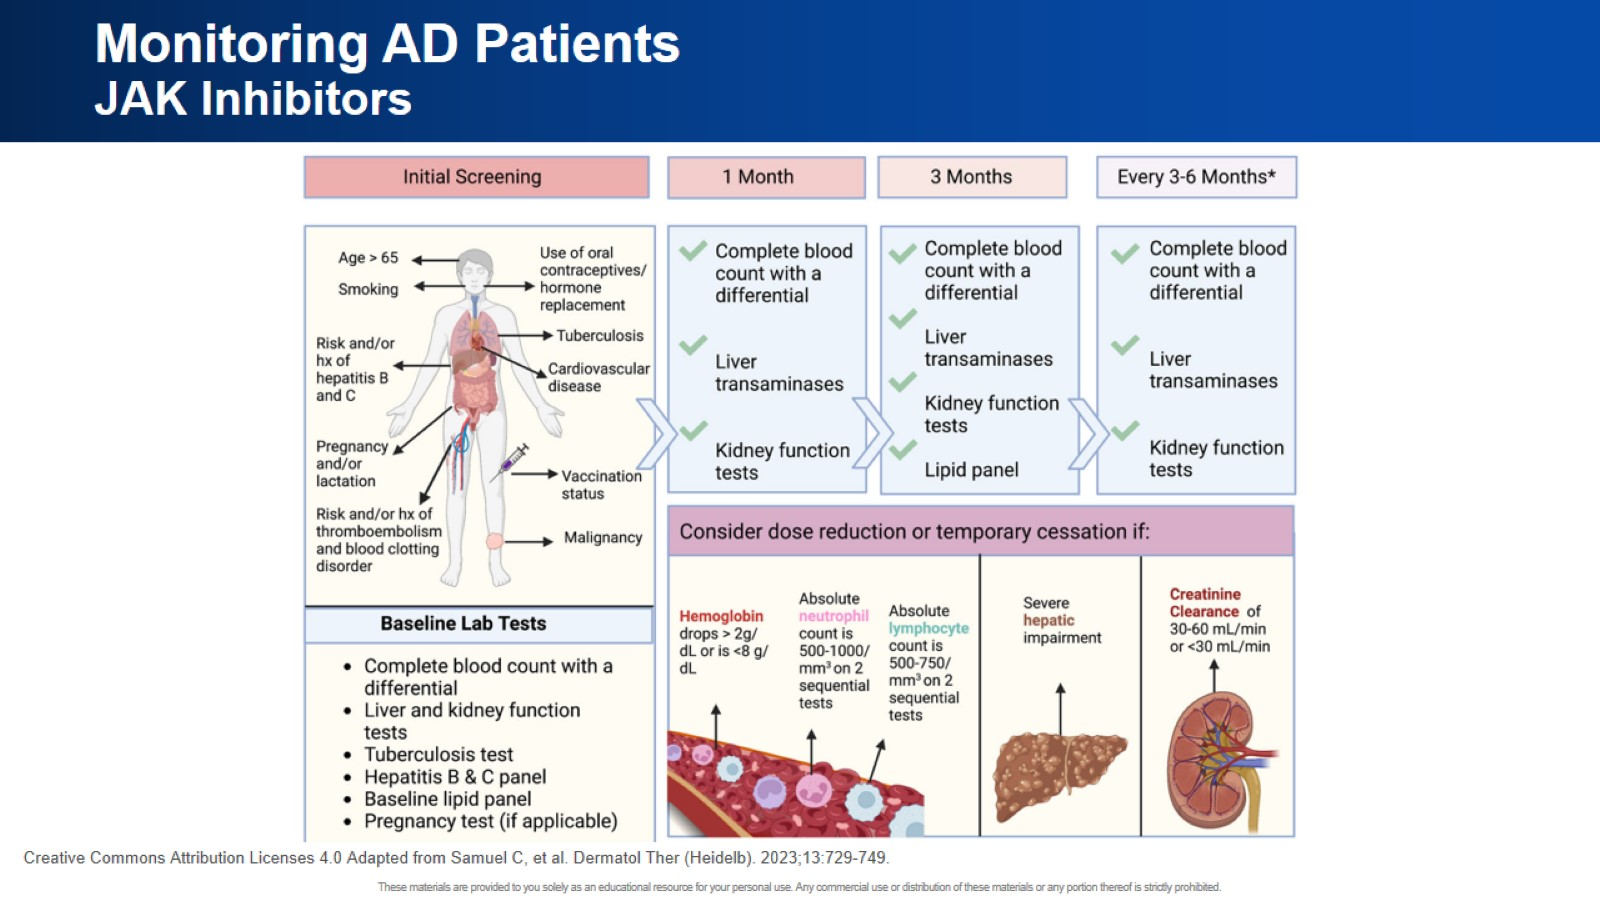 Monitoring AD Patients
JAK Inhibitors
Initial Screening
1 Month
3 Months
Every 3-6 Months*
Age > 65
Smoking
Risk and/or
hx of
hepatitis B
and C
Pregnancy
and/or
lactation
Risk and/or hx of
thromboembolism
and blood clotting
disorder
Use of oral
contraceptives/
hormone
replacement
Tuberculosis
Cardiovascular
disease
Vaccination
status
Malignancy
Baseline Lab Tests
• Complete blood count with a
differential
• Liver and kidney function
tests
• Tuberculosis test
• Hepatitis B & C panel
• Baseline lipid panel
• Pregnancy test (if applicable)
Complete blood
count with a
differential
Liver
transaminases
Kidney function
tests
Complete blood
count with a
differential
Liver
transaminases
Kidney function
tests
Lipid panel
Complete blood
count with a
differential
Liver
transaminases
Kidney function
tests
Consider dose reduction or temporary cessation if:
Hemoglobin
drops > 2g/
dL or is <8 g/
dL
Absolute
neutrophil
count is
500-1000/
mm³ on 2
sequential
tests
Absolute
lymphocyte
count is
500-750/
mm³ on 2
sequential
tests
Severe
hepatic
impairment
Creatinine
Clearance of
30-60 mL/min
or <30 mL/min
Creative Commons Attribution Licenses 4.0 Adapted from Samuel C, et al. Dermatol Ther (Heidelb). 2023;13:729-749.
These materials are provided to you solely as an educational resource for your personal use. Any commercial use or distribution of these materials or any portion thereof is strictly prohibited.